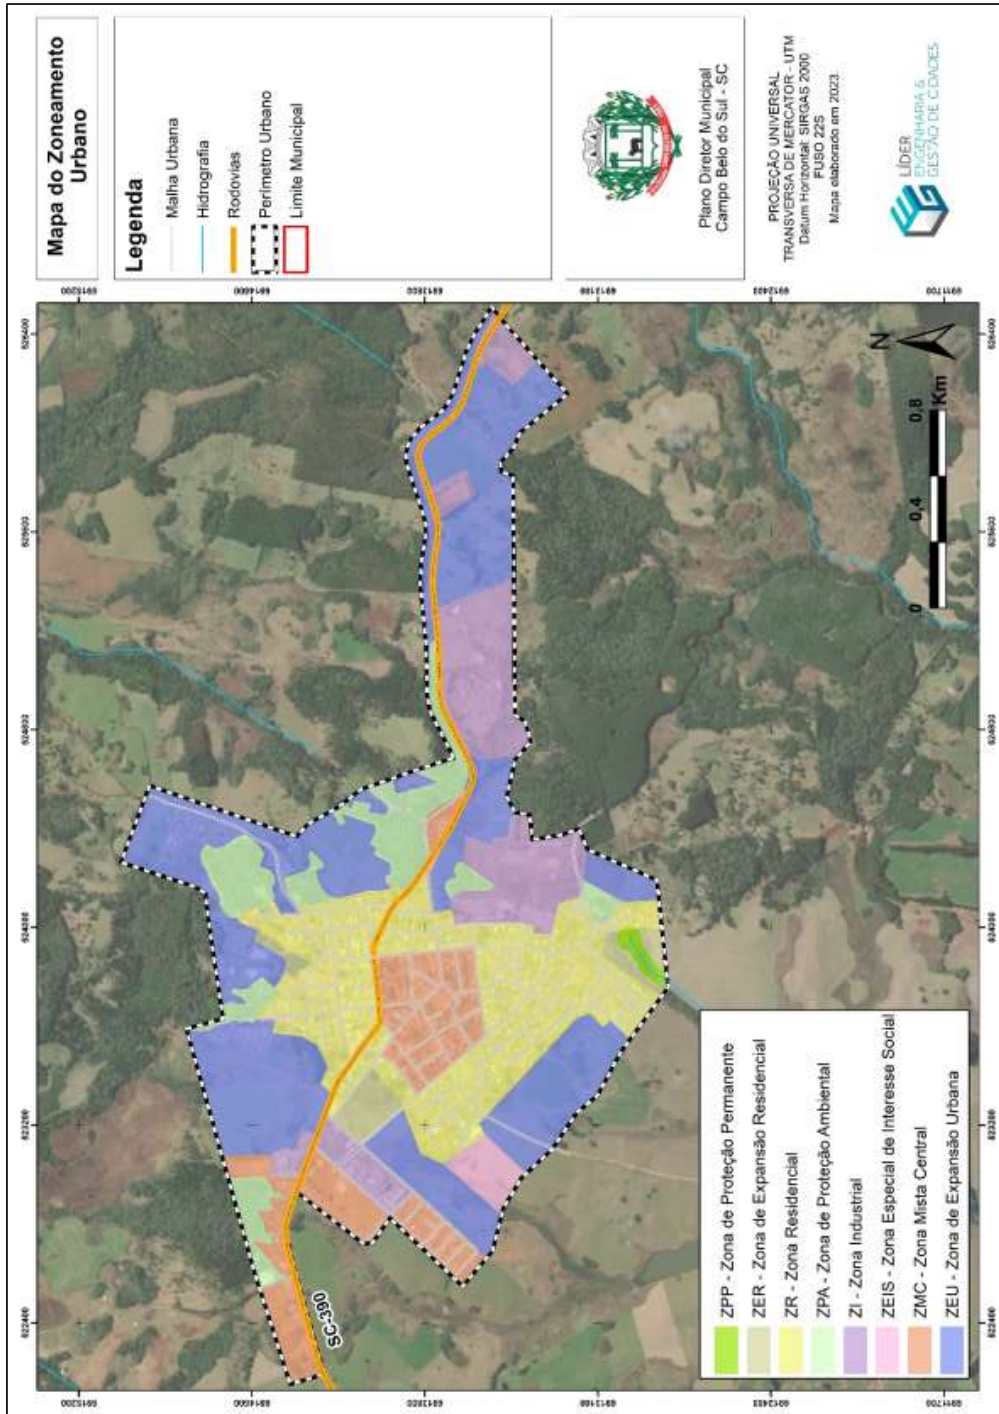 Mapa do Zoneamento
Urbano
Legenda
Malha Urbana
Hidrografia
Rodovias
Perímetro Urbano
Limite Municipal
Plano Diretor Municipal
Campo Belo do Sul - SC
PROJEÇÃO UNIVERSAL
TRANSVERSA DE MERCATOR - UTM
Datum Horizontal: SIRGAS 2000
FUSO 22S
Mapa elaborado em 2023.
LÍDER
ENGENHARIA &
GESTÃO DE CIDADES
SC-390
N
0 0,4 0,8
Km
ZPP - Zona de Proteção Permanente
ZER - Zona de Expansão Residencial
ZR - Zona Residencial
ZPA - Zona de Proteção Ambiental
ZI - Zona Industrial
ZEIS - Zona Especial de Interesse Social
ZMC - Zona Mista Central
ZEU - Zona de Expansão Urbana